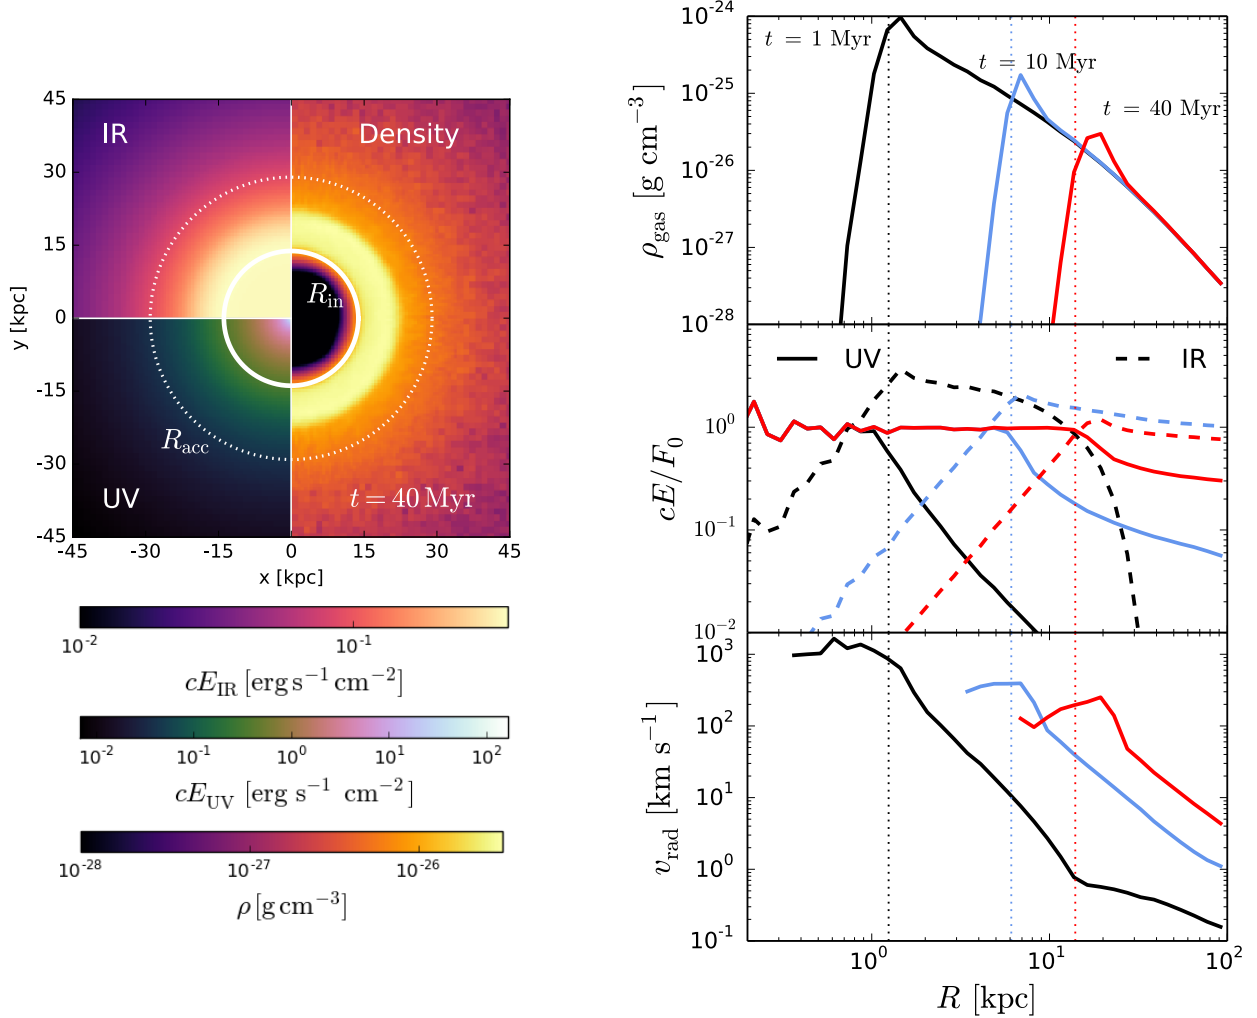 IR
Density
R_in
R_acc
UV
t = 40 Myr
45
30
15
0
-15
-30
-45
y [kpc]
-45 -30 -15 0 15 30 45
x [kpc]
10^-2 10^-1
cE_IR [erg s^-1 cm^-2]
10^-2 10^-1 10^0 10^1 10^2
cE_UV [erg s^-1 cm^-2]
10^-28 10^-27 10^-26
ρ [g cm^-3]
t = 1 Myr
t = 10 Myr
t = 40 Myr
10^-24
10^-25
10^-26
10^-27
10^-28
ρ_gas [g cm^-3]
UV IR
10^0
10^-1
10^-2
cE/F_0
10^3
10^2
10^1
10^0
10^-1
v_rad [km s^-1]
10^0 10^1 10^2
R [kpc]